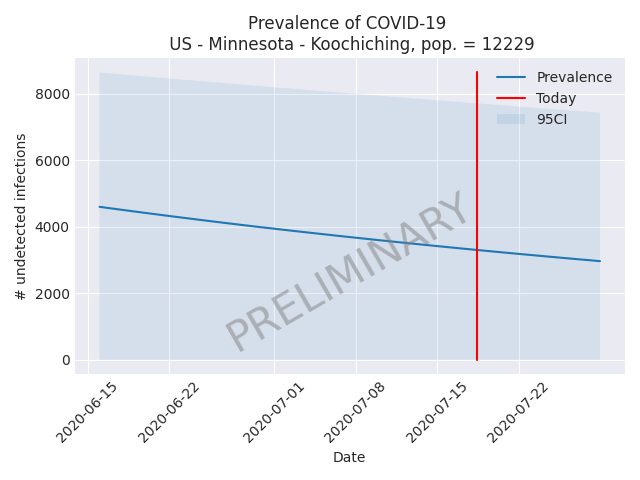 Prevalence of COVID-19
US - Minnesota - Koochiching, pop. = 12229
Prevalence
Today
95CI
8000
6000
4000
2000
0
# undetected infections
PRELIMINARY
2020-06-15
2020-06-22
2020-07-01
2020-07-08
2020-07-15
2020-07-22
Date